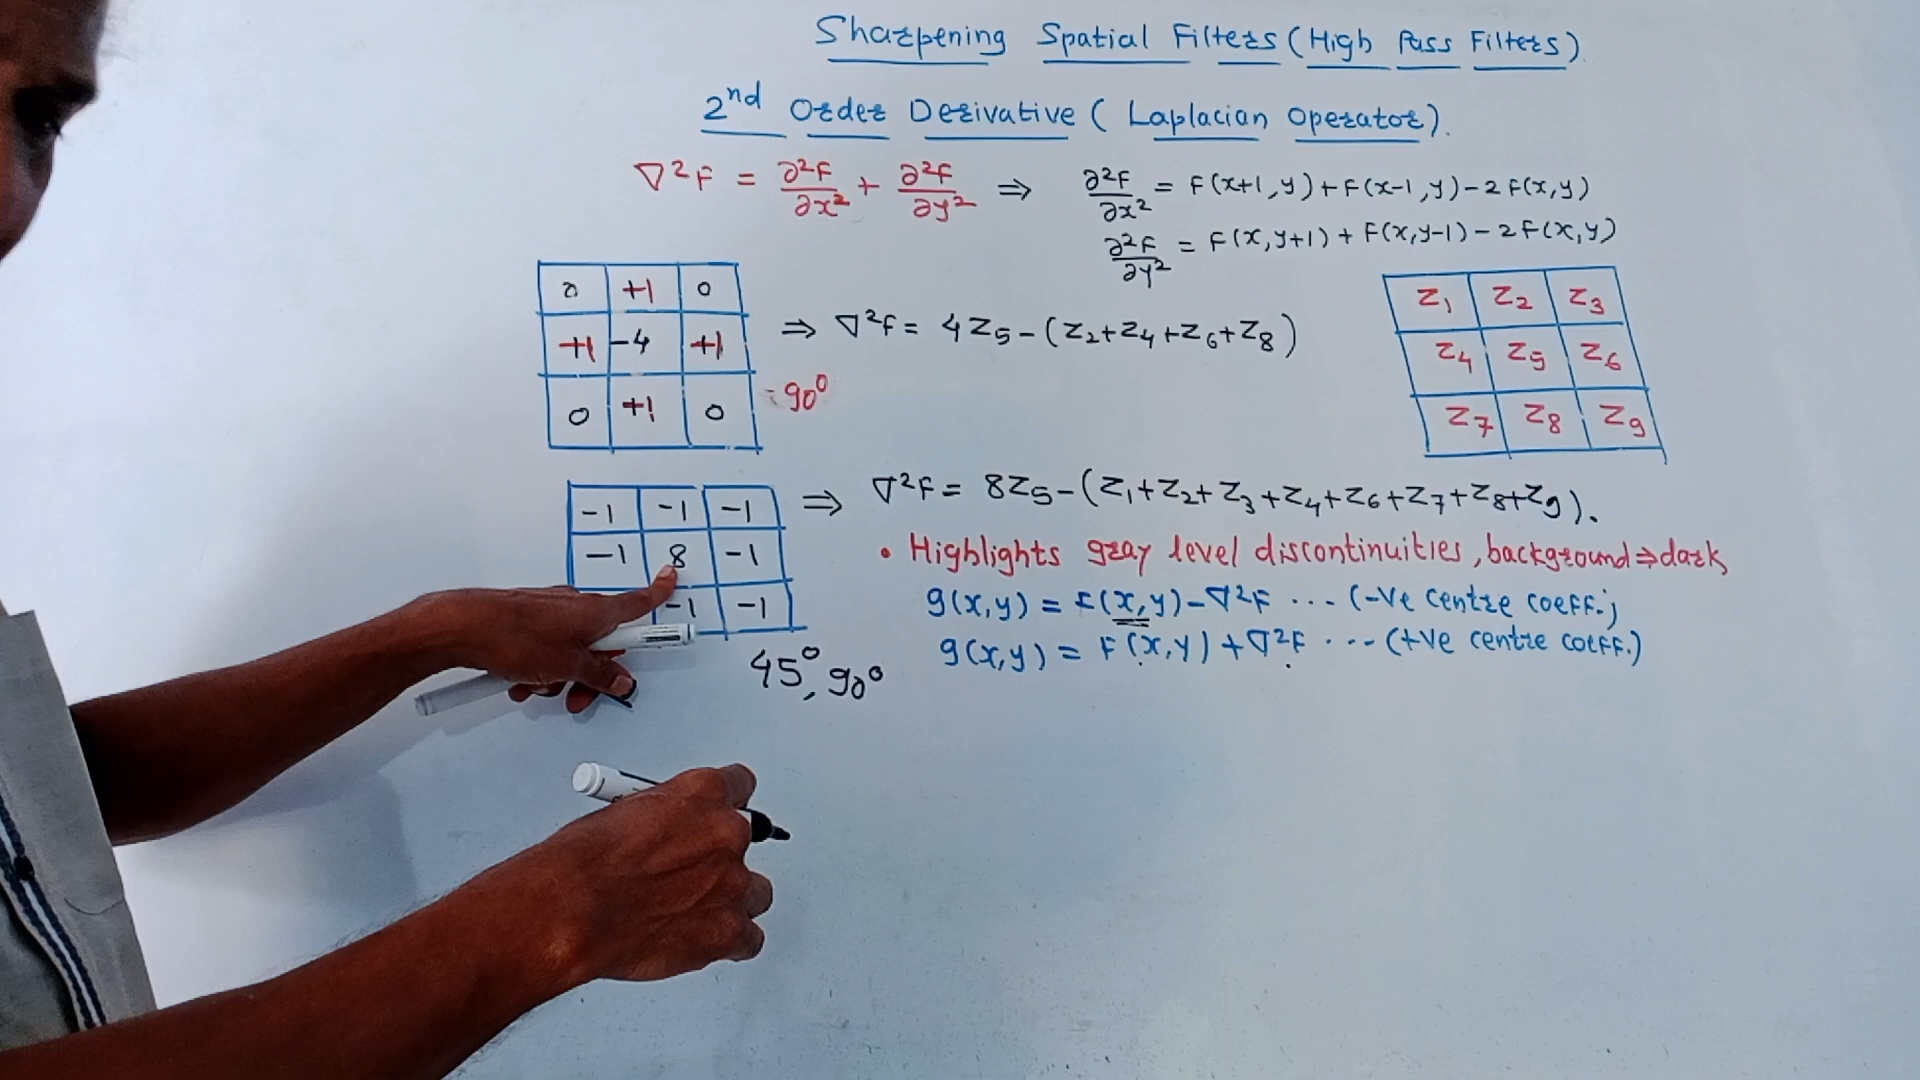 Sharpening Spatial Filters (High Pass Filters).
2nd Order Derivative ( Laplacian Operator).
∇²F = ∂²F/∂x² + ∂²F/∂y² ⇒ ∂²F/∂x² = F(x+1,y)+F(x-1,y)-2F(x,y)
∂²F/∂y² = F(x,y+1)+F(x,y-1)-2F(x,y)
0 +1 0
+1 -4 +1
0 +1 0
⇒ ∇²F = 4Z5-(Z2+Z4+Z6+Z8)
90°
Z1 Z2 Z3
Z4 Z5 Z6
Z7 Z8 Z9
-1 -1 -1
-1 8 -1
-1 -1
⇒ ∇²F = 8Z5-(Z1+Z2+Z3+Z4+Z6+Z7+Z8+Z9).
• Highlights gray level discontinuities, background⇒dark
g(x,y) = F(x,y)-∇²F ... (-ve centre coeff.)
g(x,y) = F(x,y)+∇²F ... (+ve centre coeff.)
45°, 90°